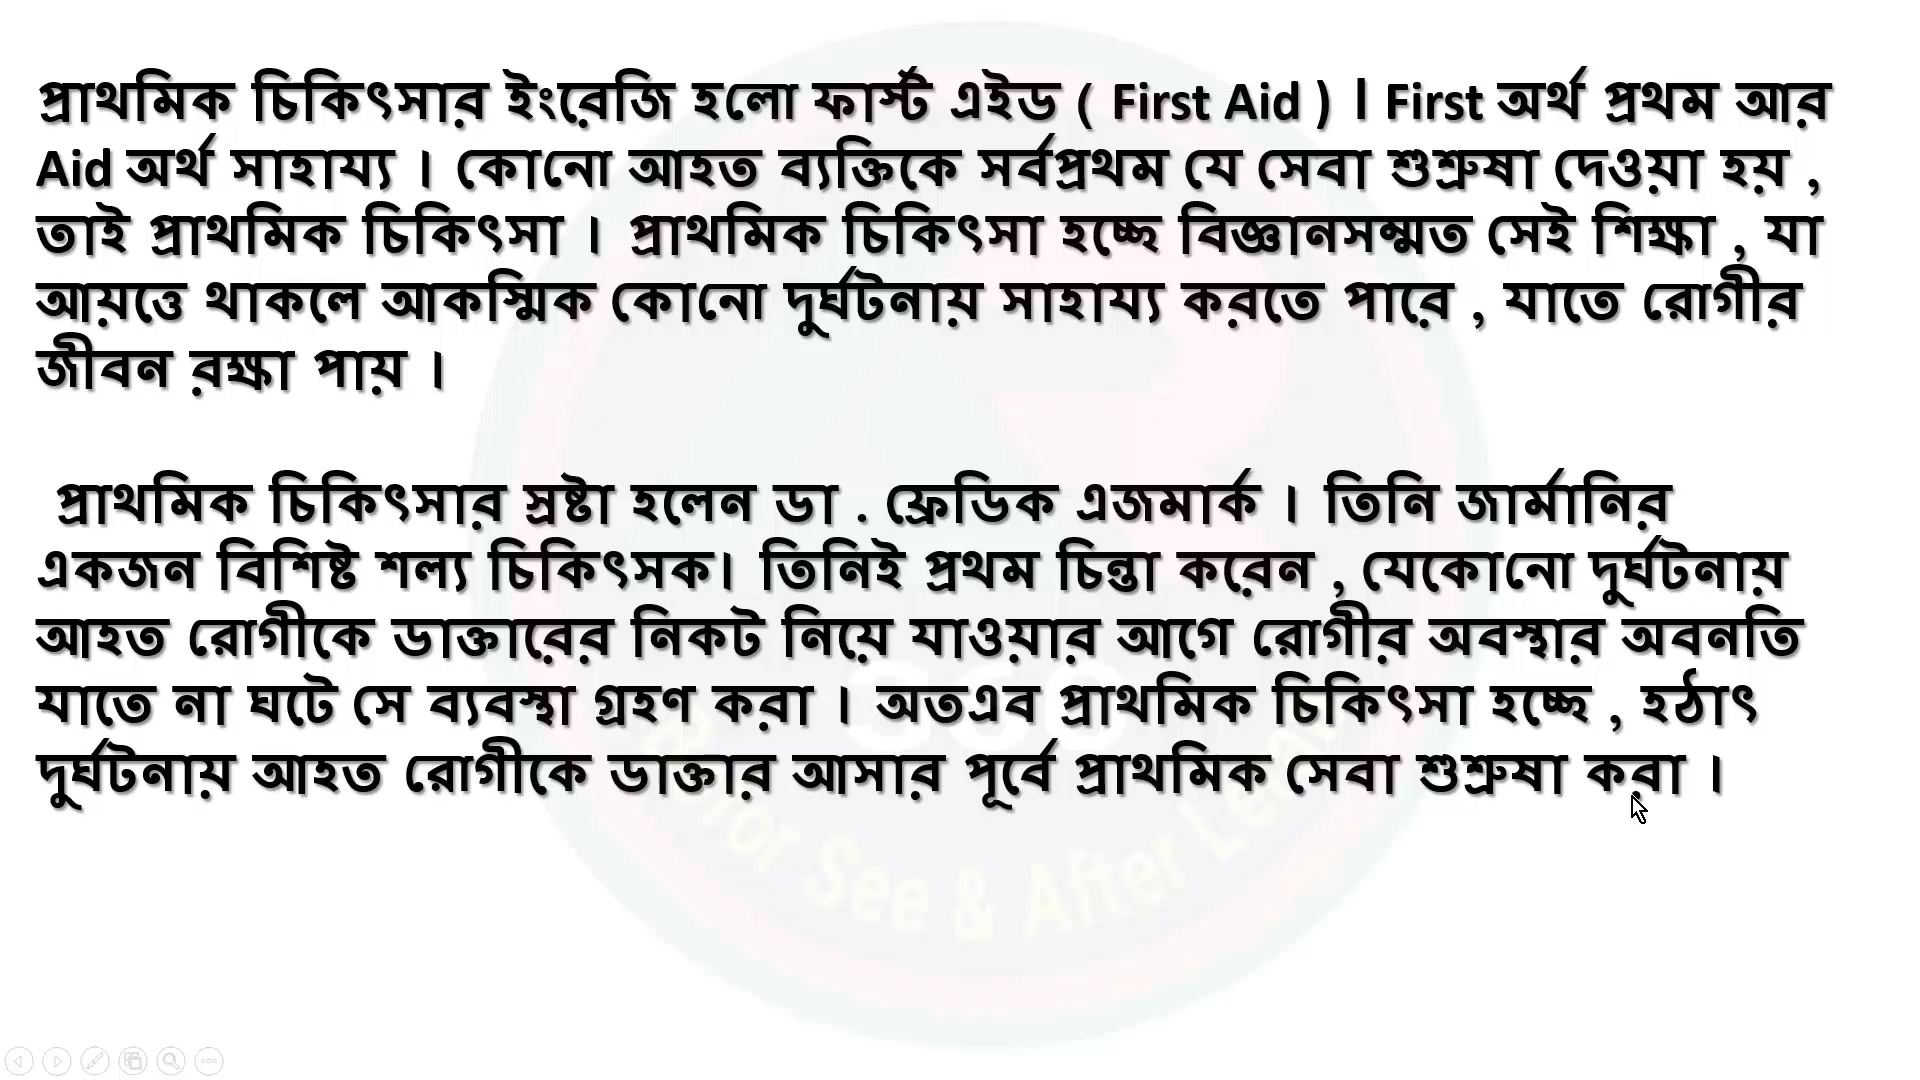 প্রাথমিক চিকিৎসার ইংরেজি হলো ফার্স্ট এইড ( First Aid ) । First অর্থ প্রথম আর
Aid অর্থ সাহায্য । কোনো আহত ব্যক্তিকে সর্বপ্রথম যে সেবা শুশ্রুষা দেওয়া হয় ,
তাই প্রাথমিক চিকিৎসা । প্রাথমিক চিকিৎসা হচ্ছে বিজ্ঞানসম্মত সেই শিক্ষা , যা
আয়ত্তে থাকলে আকস্মিক কোনো দুর্ঘটনায় সাহায্য করতে পারে , যাতে রোগীর
জীবন রক্ষা পায় ।
প্রাথমিক চিকিৎসার স্রষ্টা হলেন ডা . ফ্রেডিক এজমার্ক । তিনি জার্মানির
একজন বিশিষ্ট শল্য চিকিৎসক। তিনিই প্রথম চিন্তা করেন , যেকোনো দুর্ঘটনায়
আহত রোগীকে ডাক্তারের নিকট নিয়ে যাওয়ার আগে রোগীর অবস্থার অবনতি
যাতে না ঘটে সে ব্যবস্থা গ্রহণ করা । অতএব প্রাথমিক চিকিৎসা হচ্ছে , হঠাৎ
দুর্ঘটনায় আহত রোগীকে ডাক্তার আসার পূর্বে প্রাথমিক সেবা শুশ্রুষা করা ।
See & After